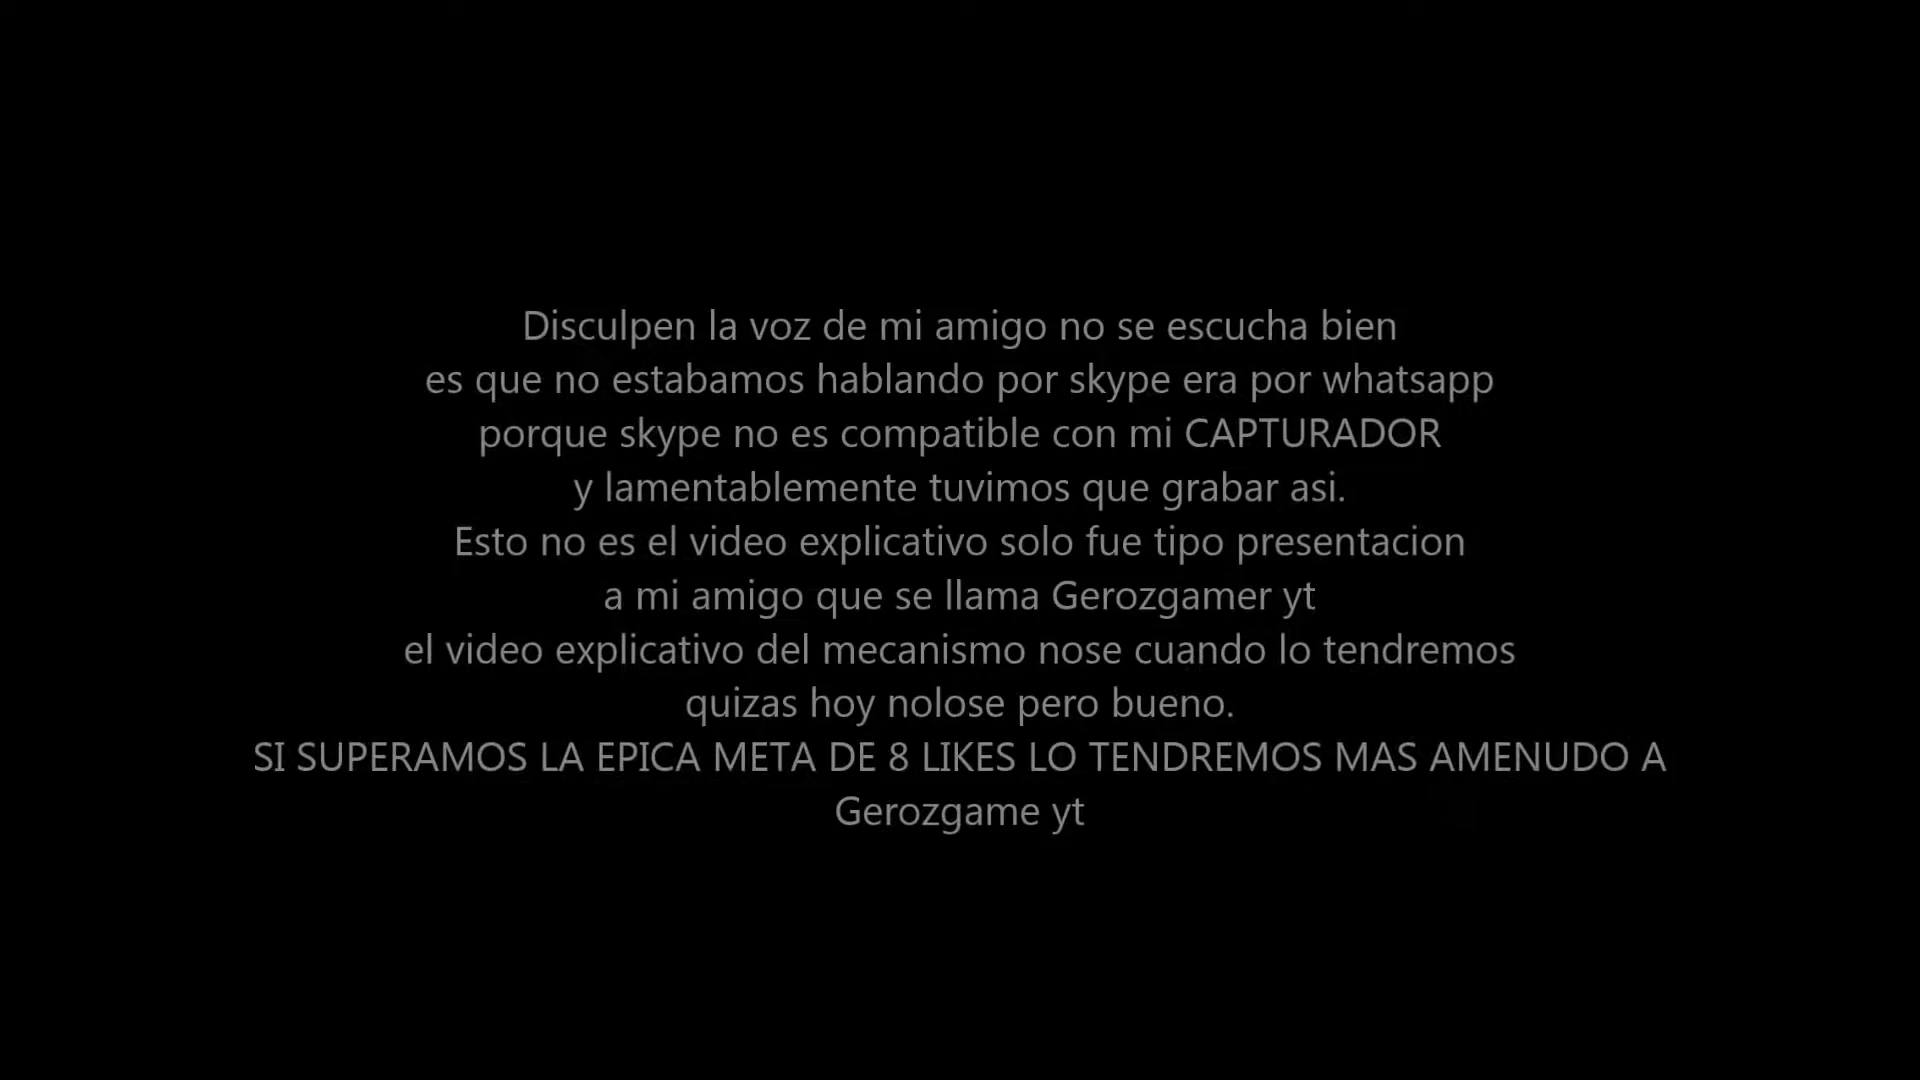 Disculpen la voz de mi amigo no se escucha bien
es que no estabamos hablando por skype era por whatsapp
porque skype no es compatible con mi CAPTURADOR
y lamentablemente tuvimos que grabar asi.
Esto no es el video explicativo solo fue tipo presentacion
a mi amigo que se llama Gerozgamer yt
el video explicativo del mecanismo nose cuando lo tendremos
quizas hoy nolose pero bueno.
SI SUPERAMOS LA EPICA META DE 8 LIKES LO TENDREMOS MAS AMENUDO A
Gerozgame yt